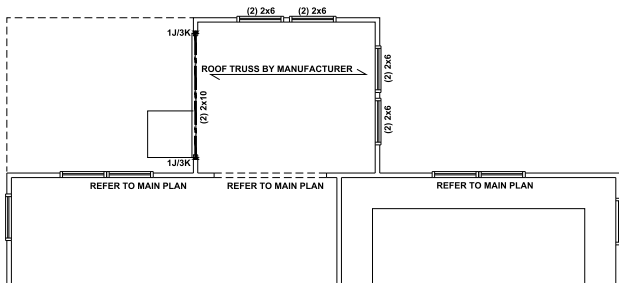 (2) 2x6
(2) 2x6
1J/3K
ROOF TRUSS BY MANUFACTURER
(2) 2x6
(2) 2x10
(2) 2x6
1J/3K
REFER TO MAIN PLAN
REFER TO MAIN PLAN
REFER TO MAIN PLAN